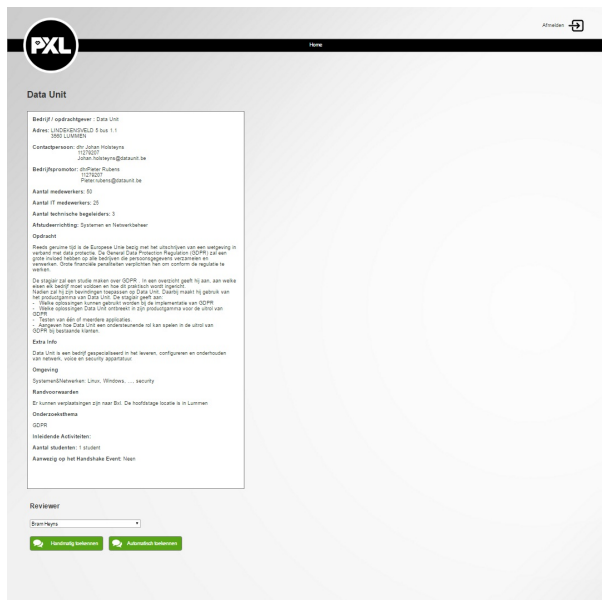 Afmelden
PXL
Home
Data Unit
Bedrijf / opdrachtgever : Data Unit
Adres: LINDEKENSVELD 5 bus 1.1
3560 LUMMEN
Contactpersoon: dhr Johan Holsteyns
11279207
Johan.holsteyns@dataunit.be
Bedrijfspromotor: dhrPieter Rubens
11279207
Pieter.rubens@dataunit.be
Aantal medewerkers: 50
Aantal IT medewerkers: 25
Aantal technische begeleiders: 3
Afstudeerrichting: Systemen en Netwerkbeheer
Opdracht
Reeds geruime tijd is de Europese Unie bezig met het uitschrijven van een wetgeving in
verband met data protectie. De General Data Protection Regulation (GDPR) zal een
grote invloed hebben op alle bedrijven die persoonsgegevens verzamelen en
verwerken. Grote financiële penaliteiten verplichten hen om conform de regulatie te
werken.
De stagiair zal een studie maken over GDPR . In een overzicht geeft hij aan, aan welke
eisen elk bedrijf moet voldoen en hoe dit praktisch wordt ingericht.
Nadien zal hij zijn bevindingen toepassen op Data Unit. Daarbij maakt hij gebruik van
het productgamma van Data Unit. De stagiair geeft aan:
- Welke oplossingen kunnen gebruikt worden bij de implementatie van GDPR
- Welke oplossingen Data Unit ontbreekt in zijn productgamma voor de uitrol van
GDPR
- Testen van één of meerdere applicaties.
- Aangeven hoe Data Unit een ondersteunende rol kan spelen in de uitrol van
GDPR bij bestaande klanten.
Extra Info
Data Unit is een bedrijf gespecialiseerd in het leveren, configureren en onderhouden
van netwerk, voice en security apparatuur
Omgeving
Systemen&Netwerken: Linux, Windows, ..., security
Randvoorwaarden
Er kunnen verplaatsingen zijn naar Bxl. De hoofdstage locatie is in Lummen
Onderzoeksthema
GDPR
Inleidende Activiteiten:
Aantal studenten: 1 student
Aanwezig op het Handshake Event: Neen
Reviewer
Bram Heyns
Handmatig toekennen Automatisch toekennen